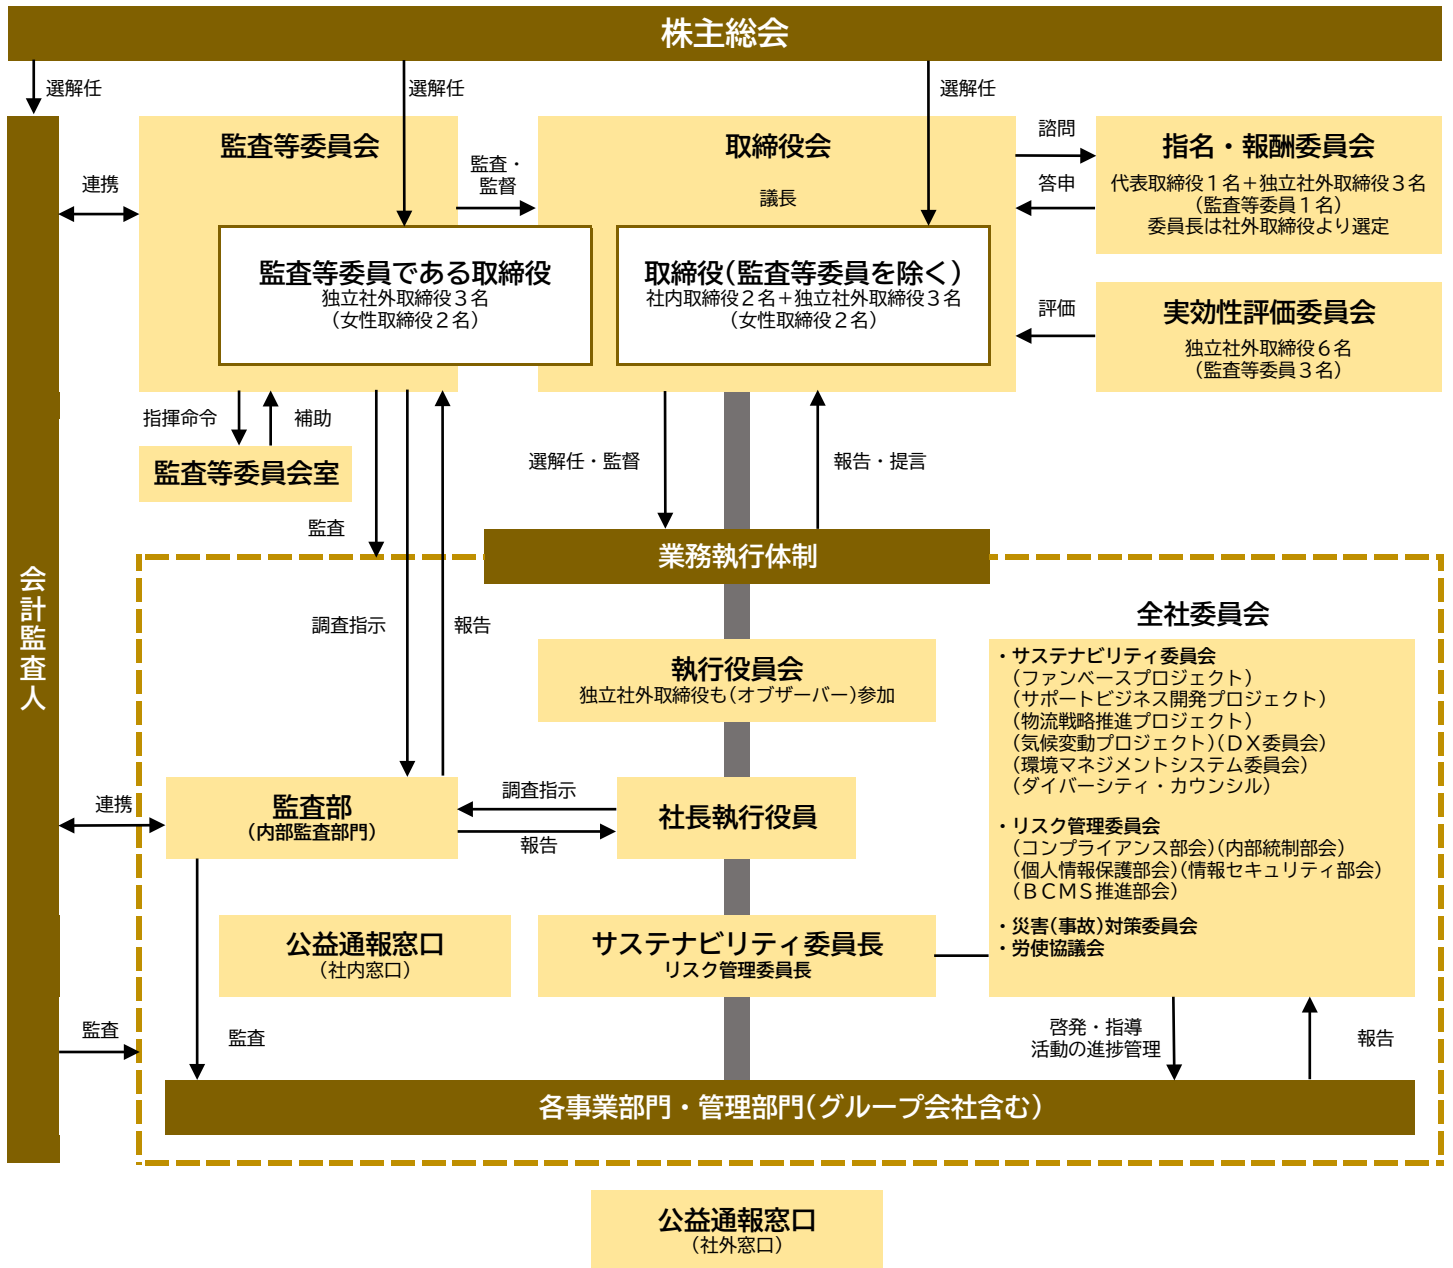 株主総会
選解任
選解任
選解任
監査等委員会
監査・
監督
取締役会
議長
諮問
答申
指名・報酬委員会
代表取締役1名＋独立社外取締役3名
（監査等委員1名）
委員長は社外取締役より選定
連携
監査等委員である取締役
独立社外取締役3名
（女性取締役2名）
取締役（監査等委員を除く）
社内取締役2名＋独立社外取締役3名
（女性取締役2名）
評価
実効性評価委員会
独立社外取締役6名
（監査等委員3名）
指揮命令
補助
監査等委員会室
選解任・監督
報告・提言
監査
業務執行体制
会計監査人
調査指示
報告
全社委員会
執行役員会
独立社外取締役も（オブザーバー）参加
・サステナビリティ委員会
（ファンベースプロジェクト）
（サポートビジネス開発プロジェクト）
（物流戦略推進プロジェクト）
（気候変動プロジェクト）（DX委員会）
（環境マネジメントシステム委員会）
（ダイバーシティ・カウンシル）
・リスク管理委員会
（コンプライアンス部会）（内部統制部会）
（個人情報保護部会）（情報セキュリティ部会）
（BCMS推進部会）
・災害（事故）対策委員会
・労使協議会
連携
監査部
（内部監査部門）
調査指示
報告
社長執行役員
公益通報窓口
（社内窓口）
サステナビリティ委員長
リスク管理委員長
監査
監査
啓発・指導
活動の進捗管理
報告
各事業部門・管理部門（グループ会社含む）
公益通報窓口
（社外窓口）